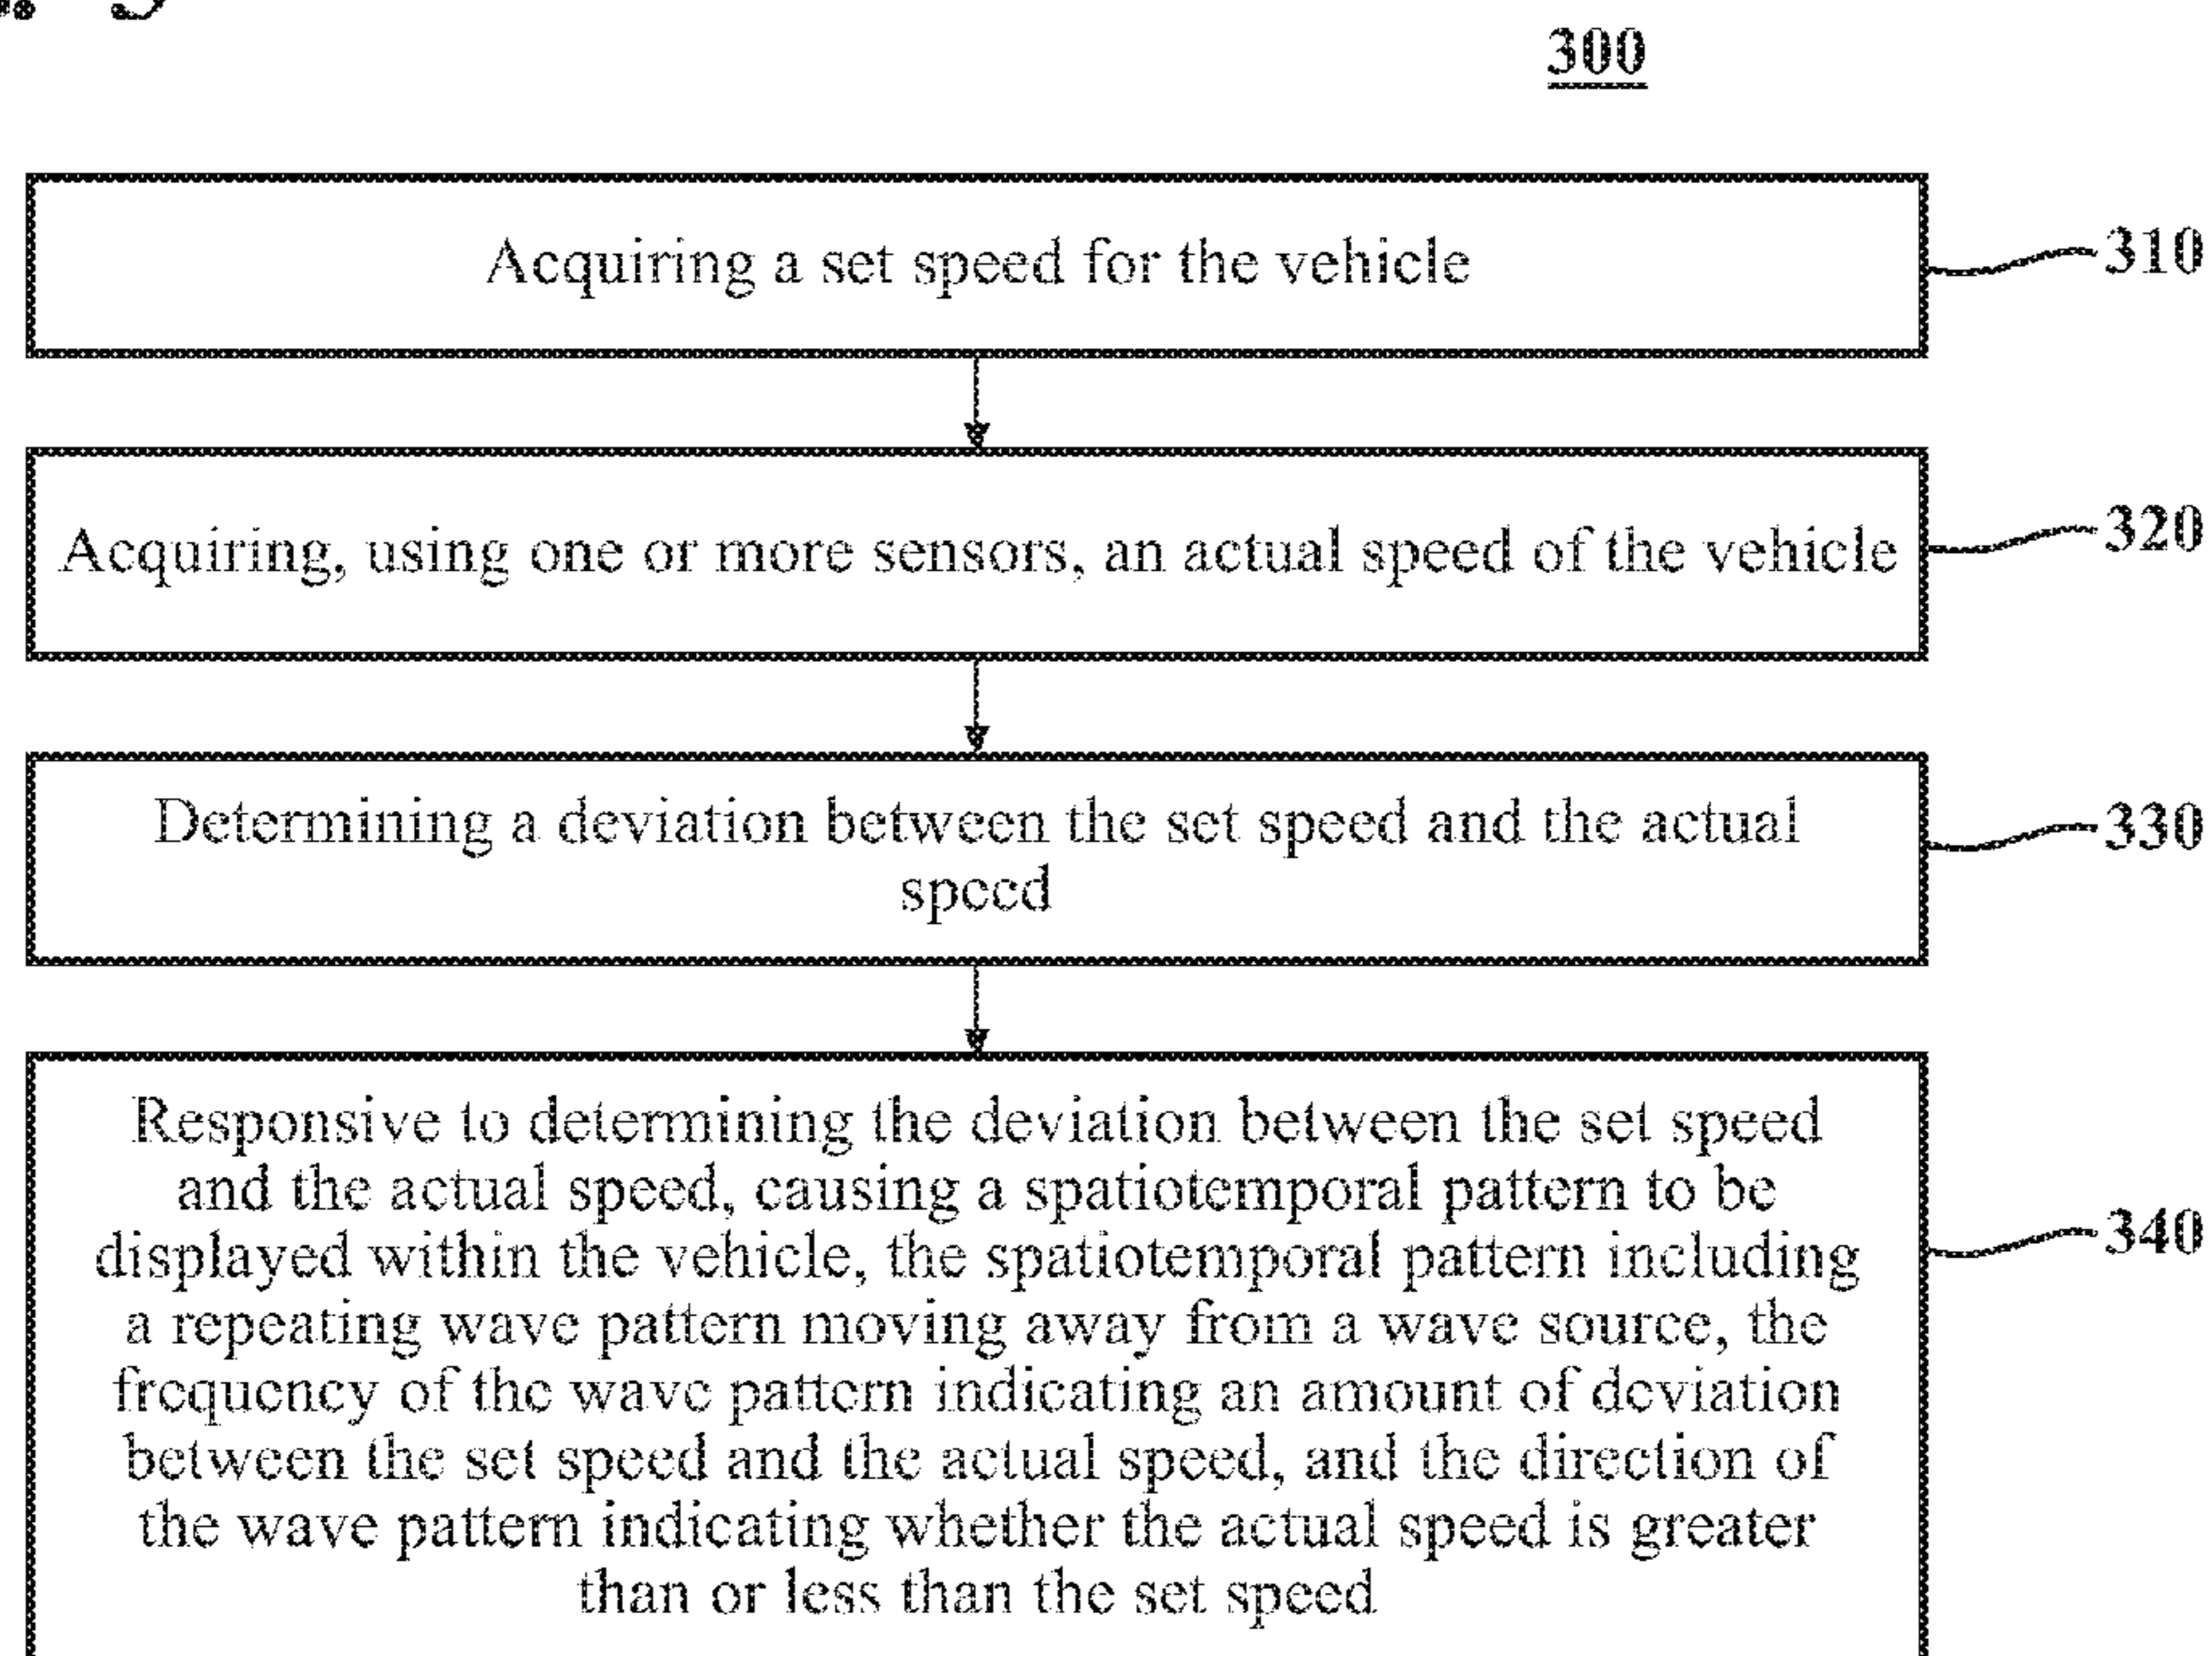 3
300
Acquiring a set speed for the vehicle
310
Acquiring, using one or more sensors, an actual speed of the vehicle
320
Determining a deviation between the set speed and the actual
speed
330
Responsive to determining the deviation between the set speed
and the actual speed, causing a spatiotemporal pattern to be
displayed within the vehicle, the spatiotemporal pattern including
a repeating wave pattern moving away from a wave source, the
frequency of the wave pattern indicating an amount of deviation
between the set speed and the actual speed, and the direction of
the wave pattern indicating whether the actual speed is greater
than or less than the set speed
340